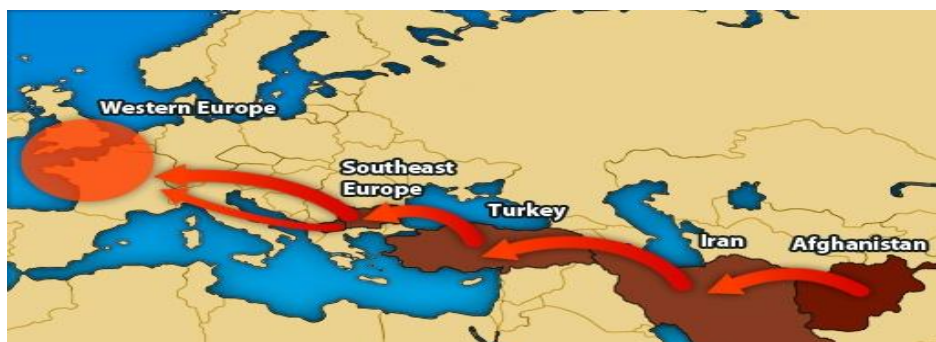 Western Europe
Southeast
Europe
Turkey
Iran
Afghanistan